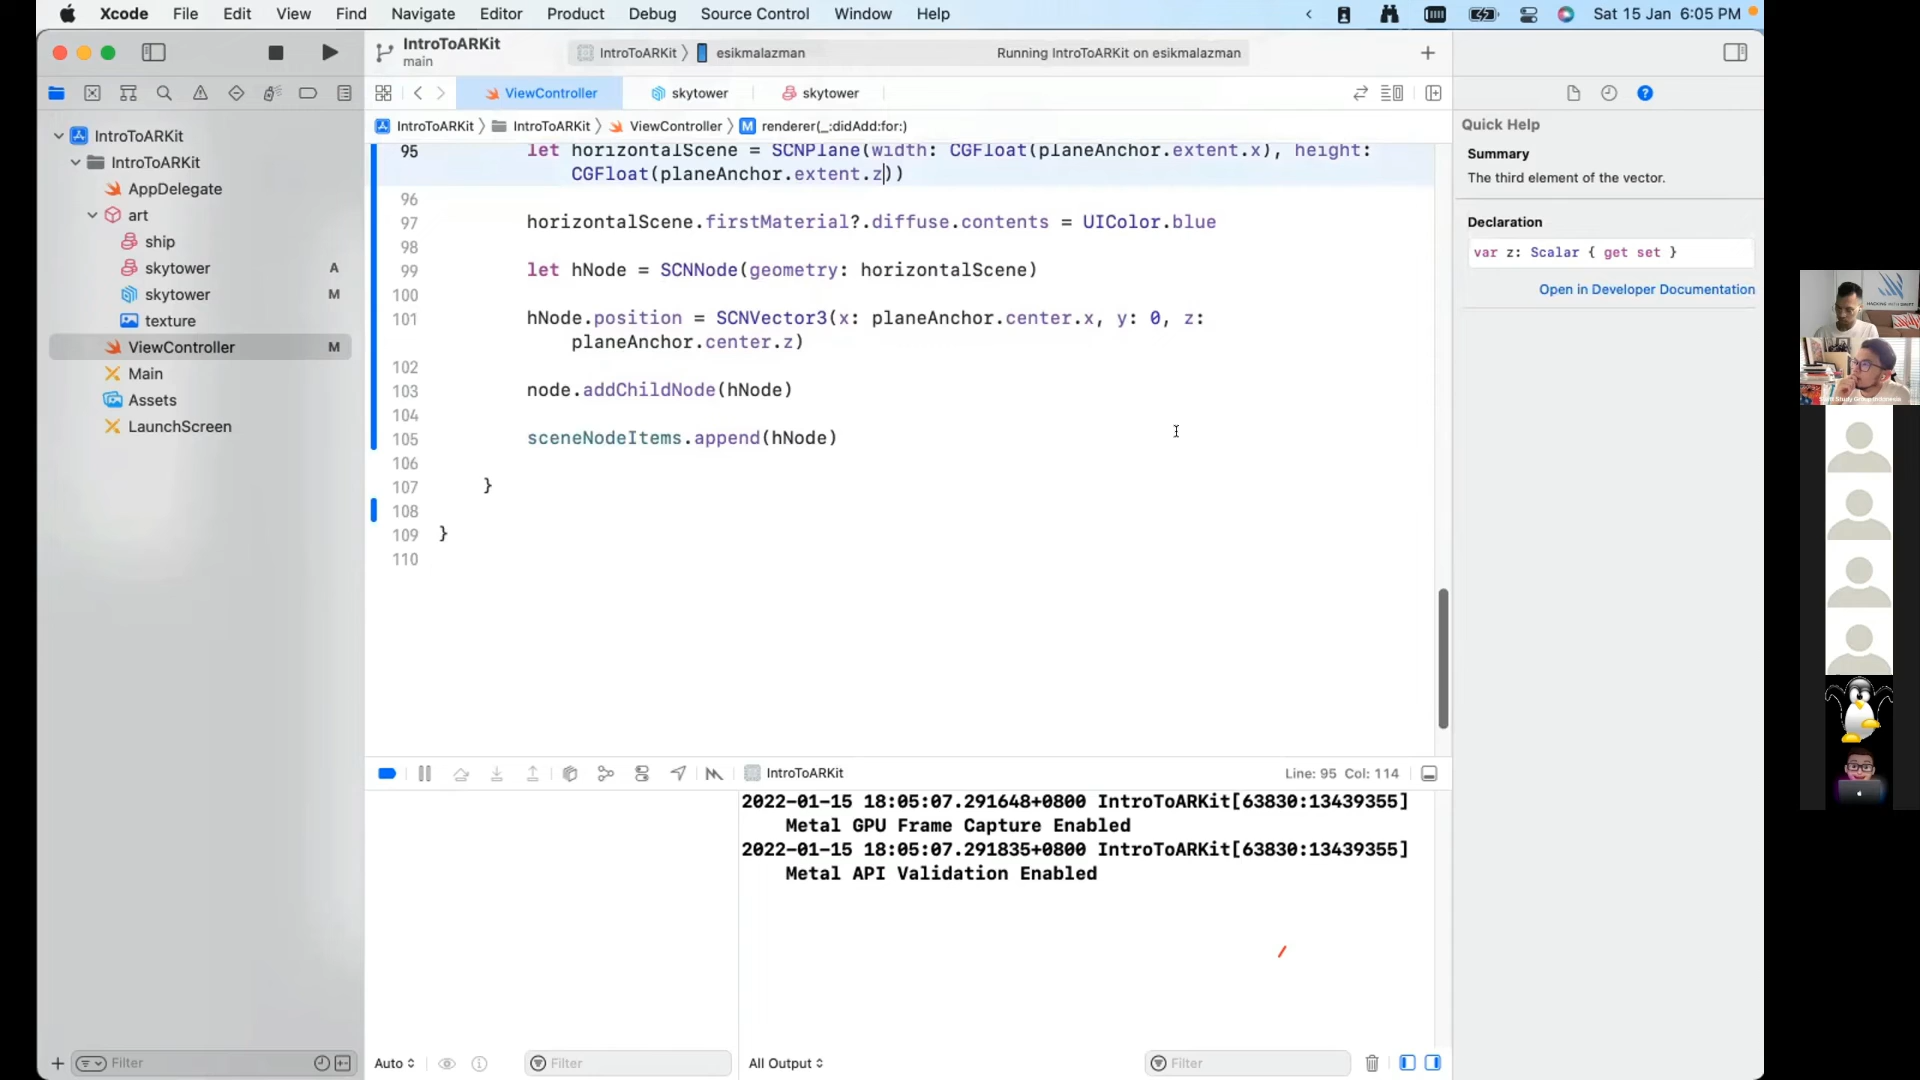 Xcode File Edit View Find Navigate Editor Product Debug Source Control Window Help Sat 15 Jan 6:05 PM
IntroToARKit
main
IntroToARKit esikmalazman Running IntroToARKit on esikmalazman
ViewController skytower skytower
IntroToARKit IntroToARKit ViewController M renderer(_:didAdd:for:)
IntroToARKit
IntroToARKit
AppDelegate
art
ship
skytower A
skytower M
texture
ViewController M
Main
Assets
LaunchScreen
95 let horizontalScene = SCNPlane(width: CGFloat(planeAnchor.extent.x), height:
CGFloat(planeAnchor.extent.z))
96
97 horizontalScene.firstMaterial?.diffuse.contents = UIColor.blue
98
99 let hNode = SCNNode(geometry: horizontalScene)
100
101 hNode.position = SCNVector3(x: planeAnchor.center.x, y: 0, z:
planeAnchor.center.z)
102
103 node.addChildNode(hNode)
104
105 sceneNodeItems.append(hNode)
106
107 }
108
109 }
110
Quick Help
Summary
The third element of the vector.
Declaration
var z: Scalar { get set }
Open in Developer Documentation
IntroToARKit Line: 95 Col: 114
2022-01-15 18:05:07.291648+0800 IntroToARKit[63830:13439355]
Metal GPU Frame Capture Enabled
2022-01-15 18:05:07.291835+0800 IntroToARKit[63830:13439355]
Metal API Validation Enabled
Filter Auto Filter All Output Filter